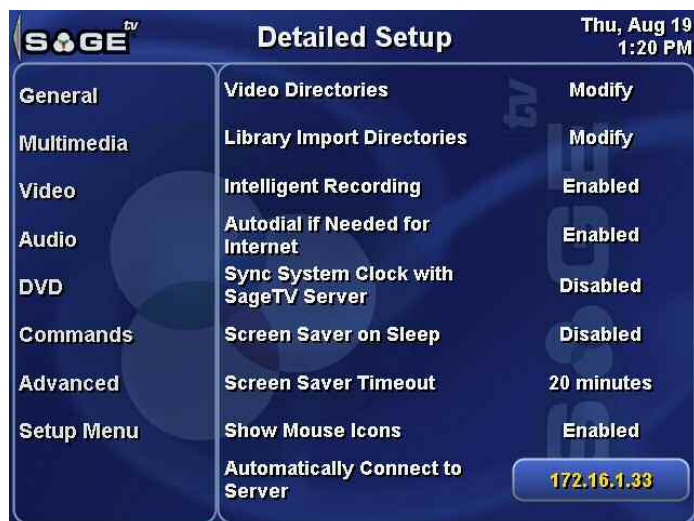 SAGE tv
Detailed Setup
Thu, Aug 19
1:20 PM
General
Multimedia
Video
Audio
DVD
Commands
Advanced
Setup Menu
Video Directories Modify
Library Import Directories Modify
Intelligent Recording Enabled
Autodial if Needed for
Internet Enabled
Sync System Clock with
SageTV Server Disabled
Screen Saver on Sleep Disabled
Screen Saver Timeout 20 minutes
Show Mouse Icons Enabled
Automatically Connect to
Server 172.16.1.33
SAGE tv